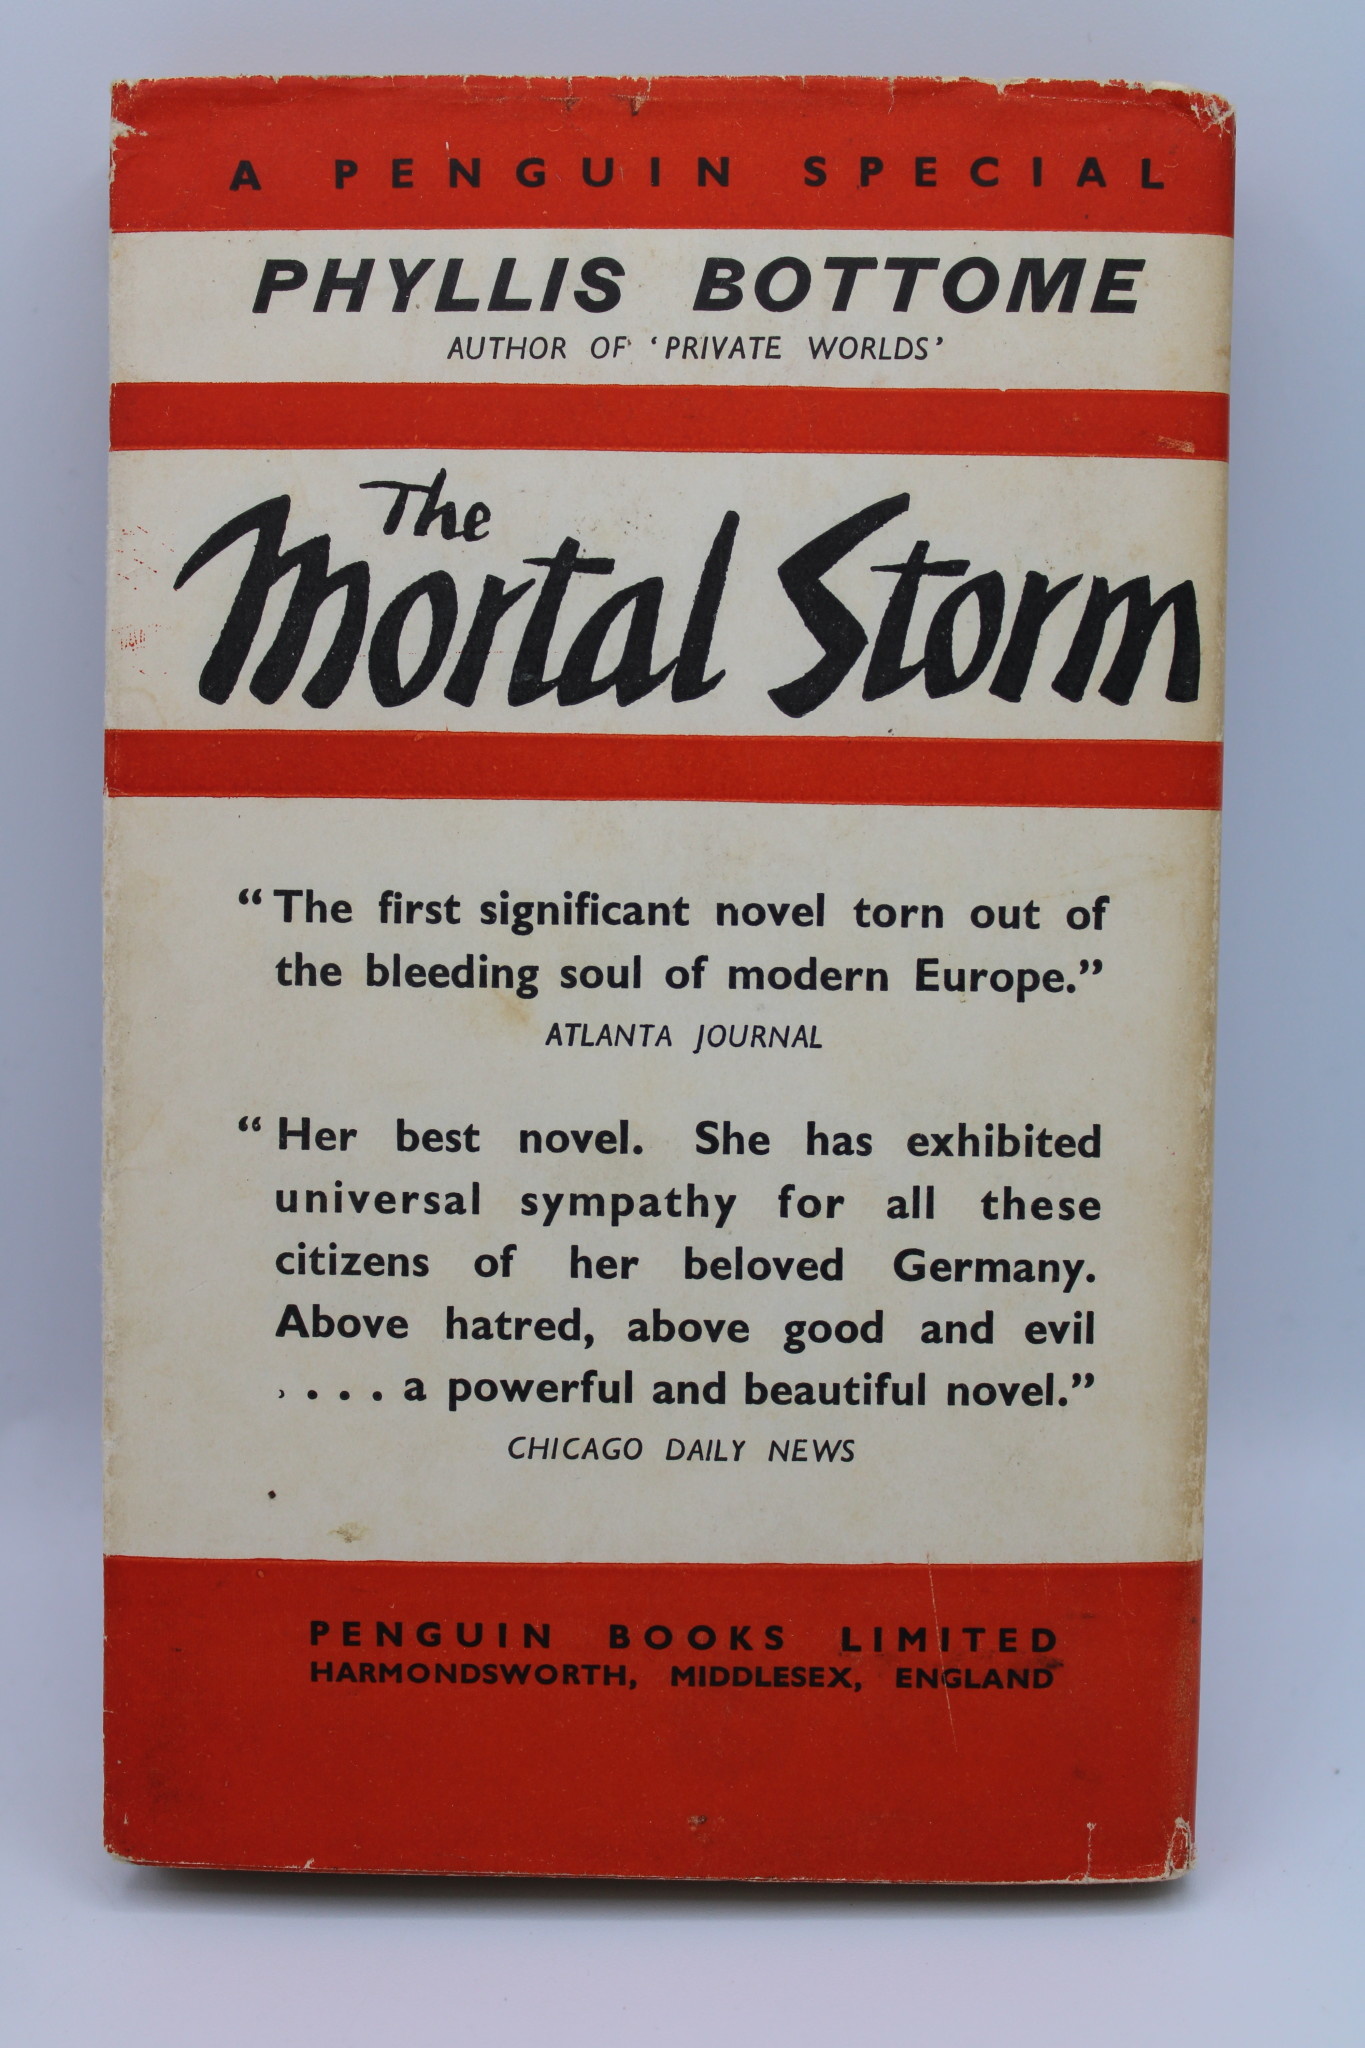 A PENGUIN SPECIAL
PHYLLIS BOTTOME
AUTHOR OF ‘PRIVATE WORLDS’
The
Mortal Storm
“The first significant novel torn out of
the bleeding soul of modern Europe.”
ATLANTA JOURNAL
“Her best novel. She has exhibited
universal sympathy for all these
citizens of her beloved Germany.
Above hatred, above good and evil
. . . . a powerful and beautiful novel.”
CHICAGO DAILY NEWS
PENGUIN BOOKS LIMITED
HARMONDSWORTH, MIDDLESEX, ENGLAND